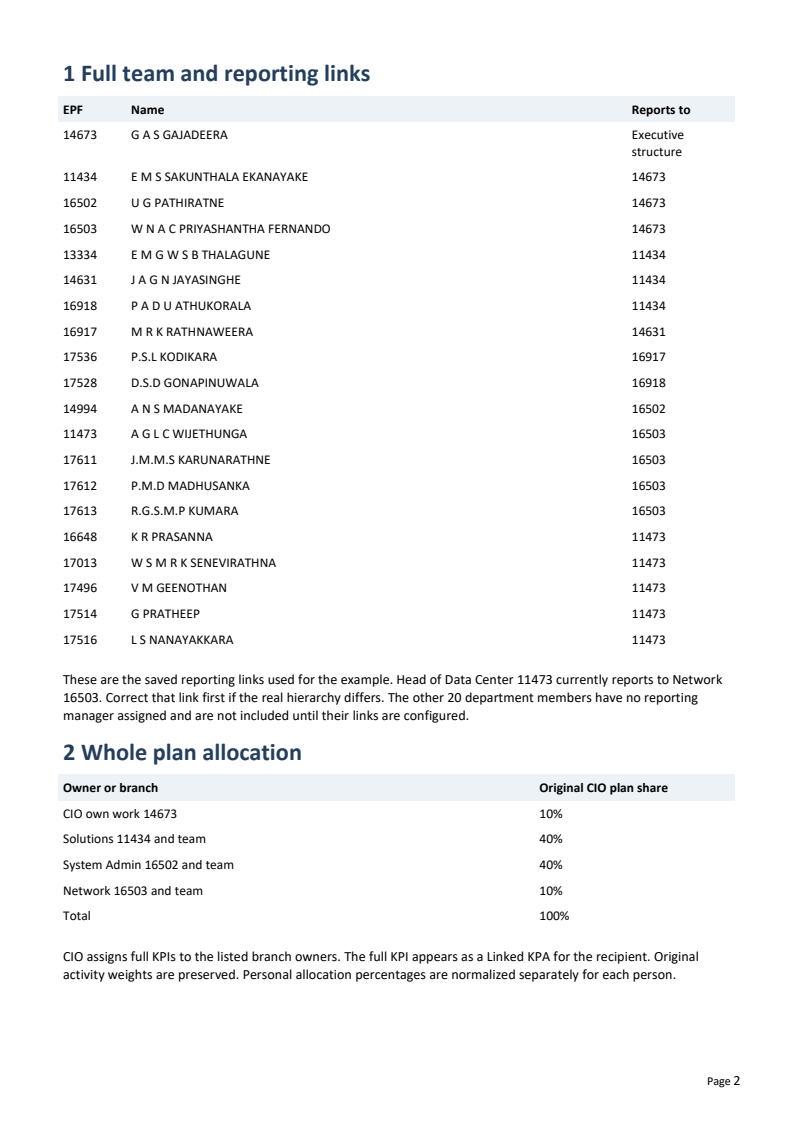 1 Full team and reporting links
EPF Name Reports to
14673 G A S GAJADEERA Executive
structure
11434 E M S SAKUNTHALA EKANAYAKE 14673
16502 U G PATHIRATNE 14673
16503 W N A C PRIYASHANTHA FERNANDO 14673
13334 E M G W S B THALAGUNE 11434
14631 J A G N JAYASINGHE 11434
16918 P A D U ATHUKORALA 11434
16917 M R K RATHNAWEERA 14631
17536 P.S.L KODIKARA 16917
17528 D.S.D GONAPINUWALA 16918
14994 A N S MADANAYAKE 16502
11473 A G L C WIJETHUNGA 16503
17611 J.M.M.S KARUNARATHNE 16503
17612 P.M.D MADHUSANKA 16503
17613 R.G.S.M.P KUMARA 16503
16648 K R PRASANNA 11473
17013 W S M R K SENEVIRATHNA 11473
17496 V M GEENOTHAN 11473
17514 G PRATHEEP 11473
17516 L S NANAYAKKARA 11473
These are the saved reporting links used for the example. Head of Data Center 11473 currently reports to Network
16503. Correct that link first if the real hierarchy differs. The other 20 department members have no reporting
manager assigned and are not included until their links are configured.
2 Whole plan allocation
Owner or branch Original CIO plan share
CIO own work 14673 10%
Solutions 11434 and team 40%
System Admin 16502 and team 40%
Network 16503 and team 10%
Total 100%
CIO assigns full KPIs to the listed branch owners. The full KPI appears as a Linked KPA for the recipient. Original
activity weights are preserved. Personal allocation percentages are normalized separately for each person.
Page 2